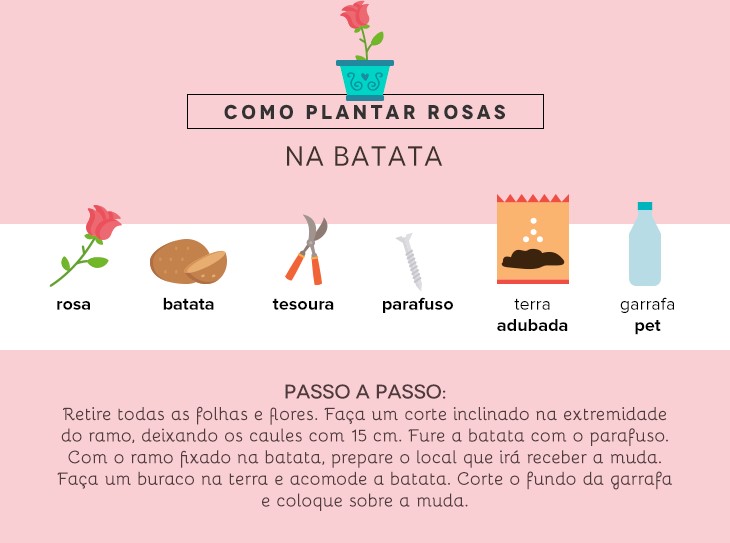 COMO PLANTAR ROSAS
NA BATATA
rosa
batata
tesoura
parafuso
terra
adubada
garrafa
pet
PASSO A PASSO:
Retire todas as folhas e flores. Faça um corte inclinado na extremidade
do ramo, deixando os caules com 15 cm. Fure a batata com o parafuso.
Com o ramo fixado na batata, prepare o local que irá receber a muda.
Faça um buraco na terra e acomode a batata. Corte o fundo da garrafa
e coloque sobre a muda.